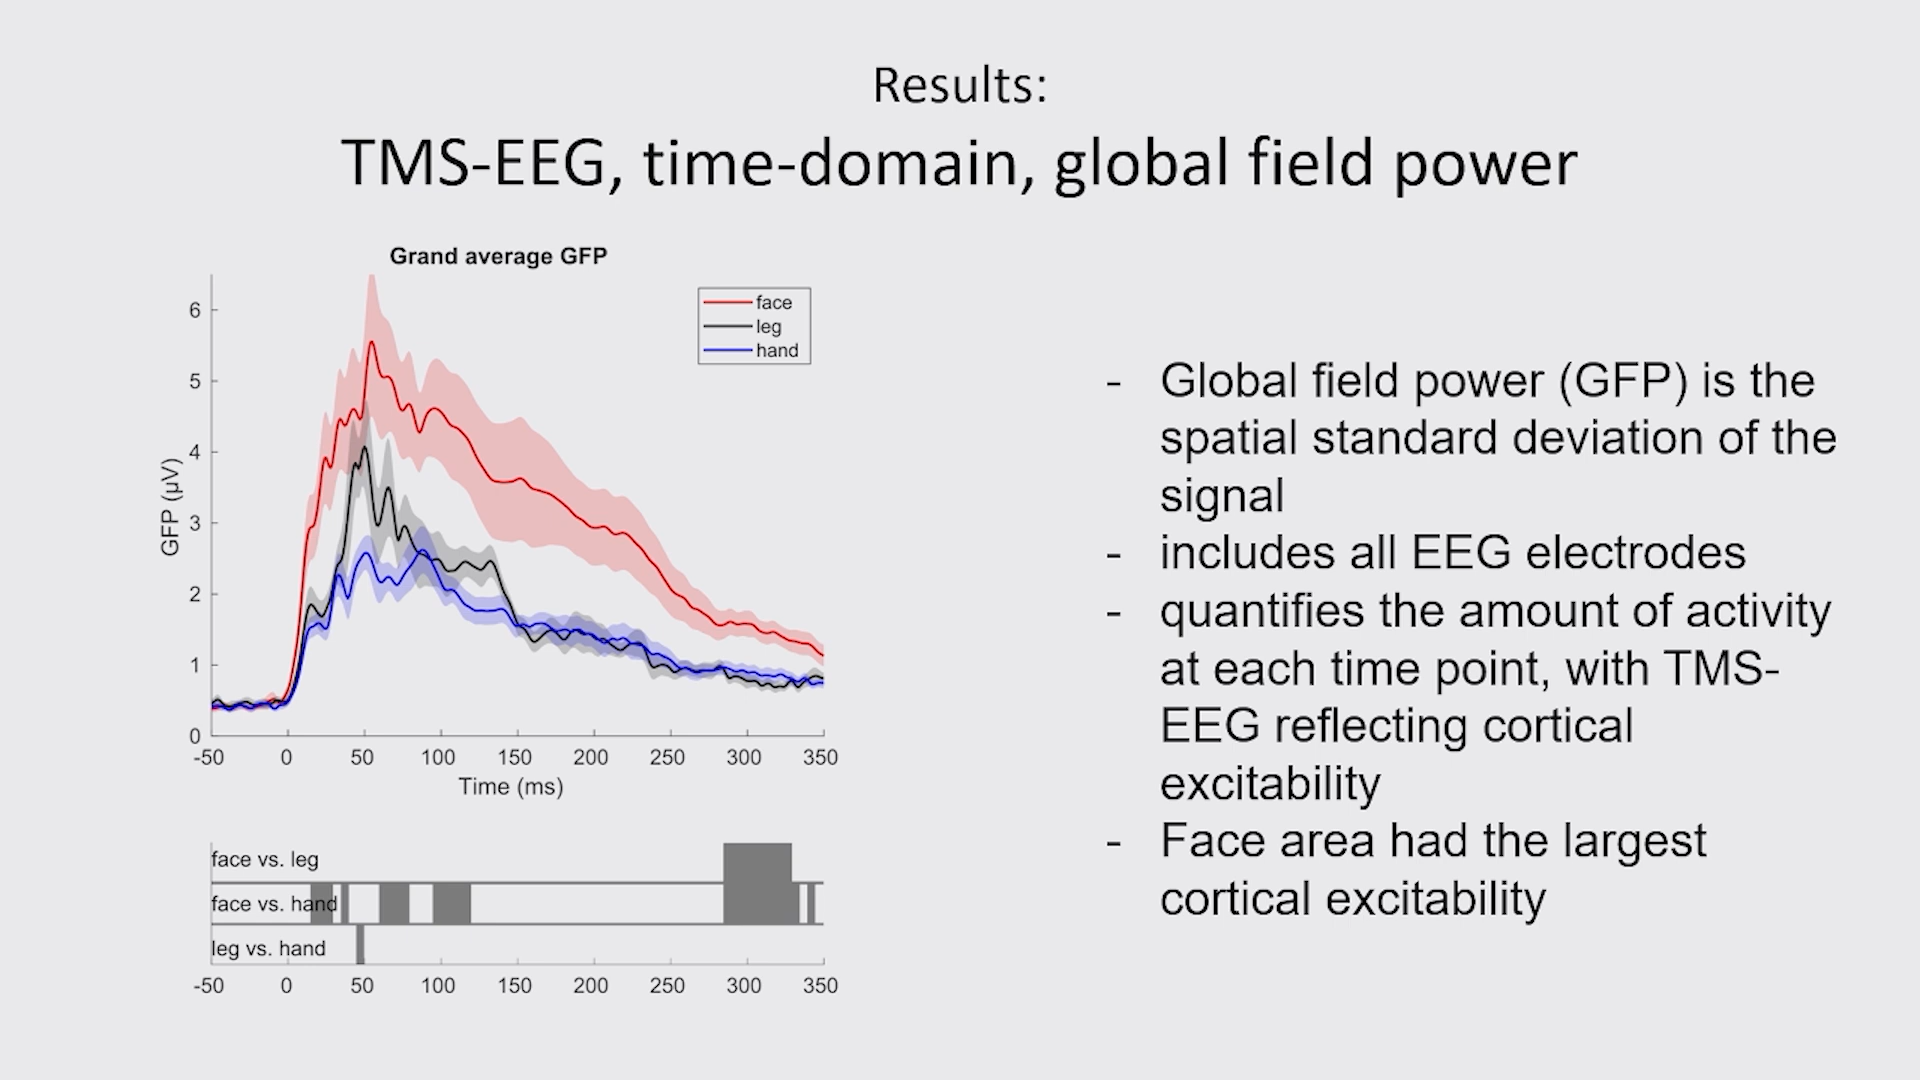 Results:
TMS-EEG, time-domain, global field power
Grand average GFP
face
leg
hand
6
5
4
3
2
1
0
GFP (µV)
-50 0 50 100 150 200 250 300 350
Time (ms)
face vs. leg
face vs. hand
leg vs. hand
-50 0 50 100 150 200 250 300 350
- Global field power (GFP) is the
spatial standard deviation of the
signal
- includes all EEG electrodes
- quantifies the amount of activity
at each time point, with TMS-
EEG reflecting cortical
excitability
- Face area had the largest
cortical excitability